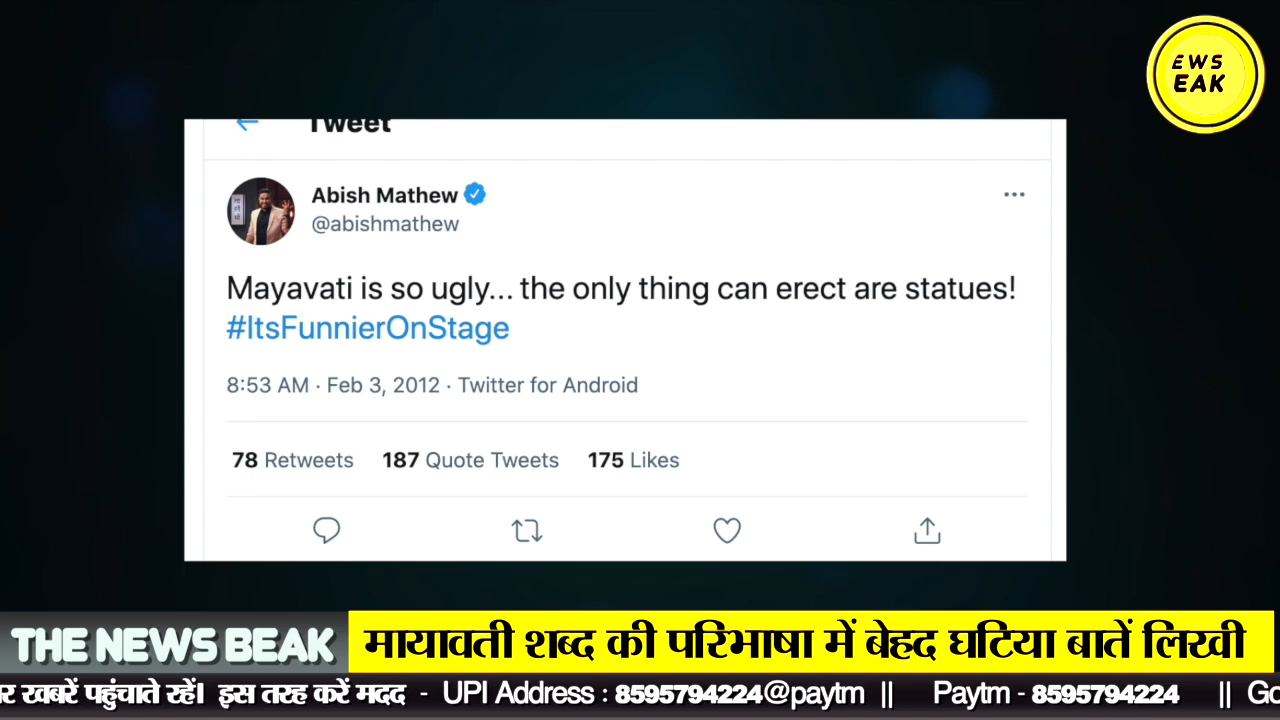 EWS
EAK
Tweet
Abish Mathew
@abishmathew
Mayavati is so ugly... the only thing can erect are statues!
#ItsFunnierOnStage
8:53 AM · Feb 3, 2012 · Twitter for Android
78 Retweets 187 Quote Tweets 175 Likes
THE NEWS BEAK मायावती शब्द की परिभाषा में बेहद घटिया बातें लिखी
र खबरें पहुंचाते रहें। इस तरह करें मदद - UPI Address : 8595794224@paytm || Paytm - 8595794224 || Go